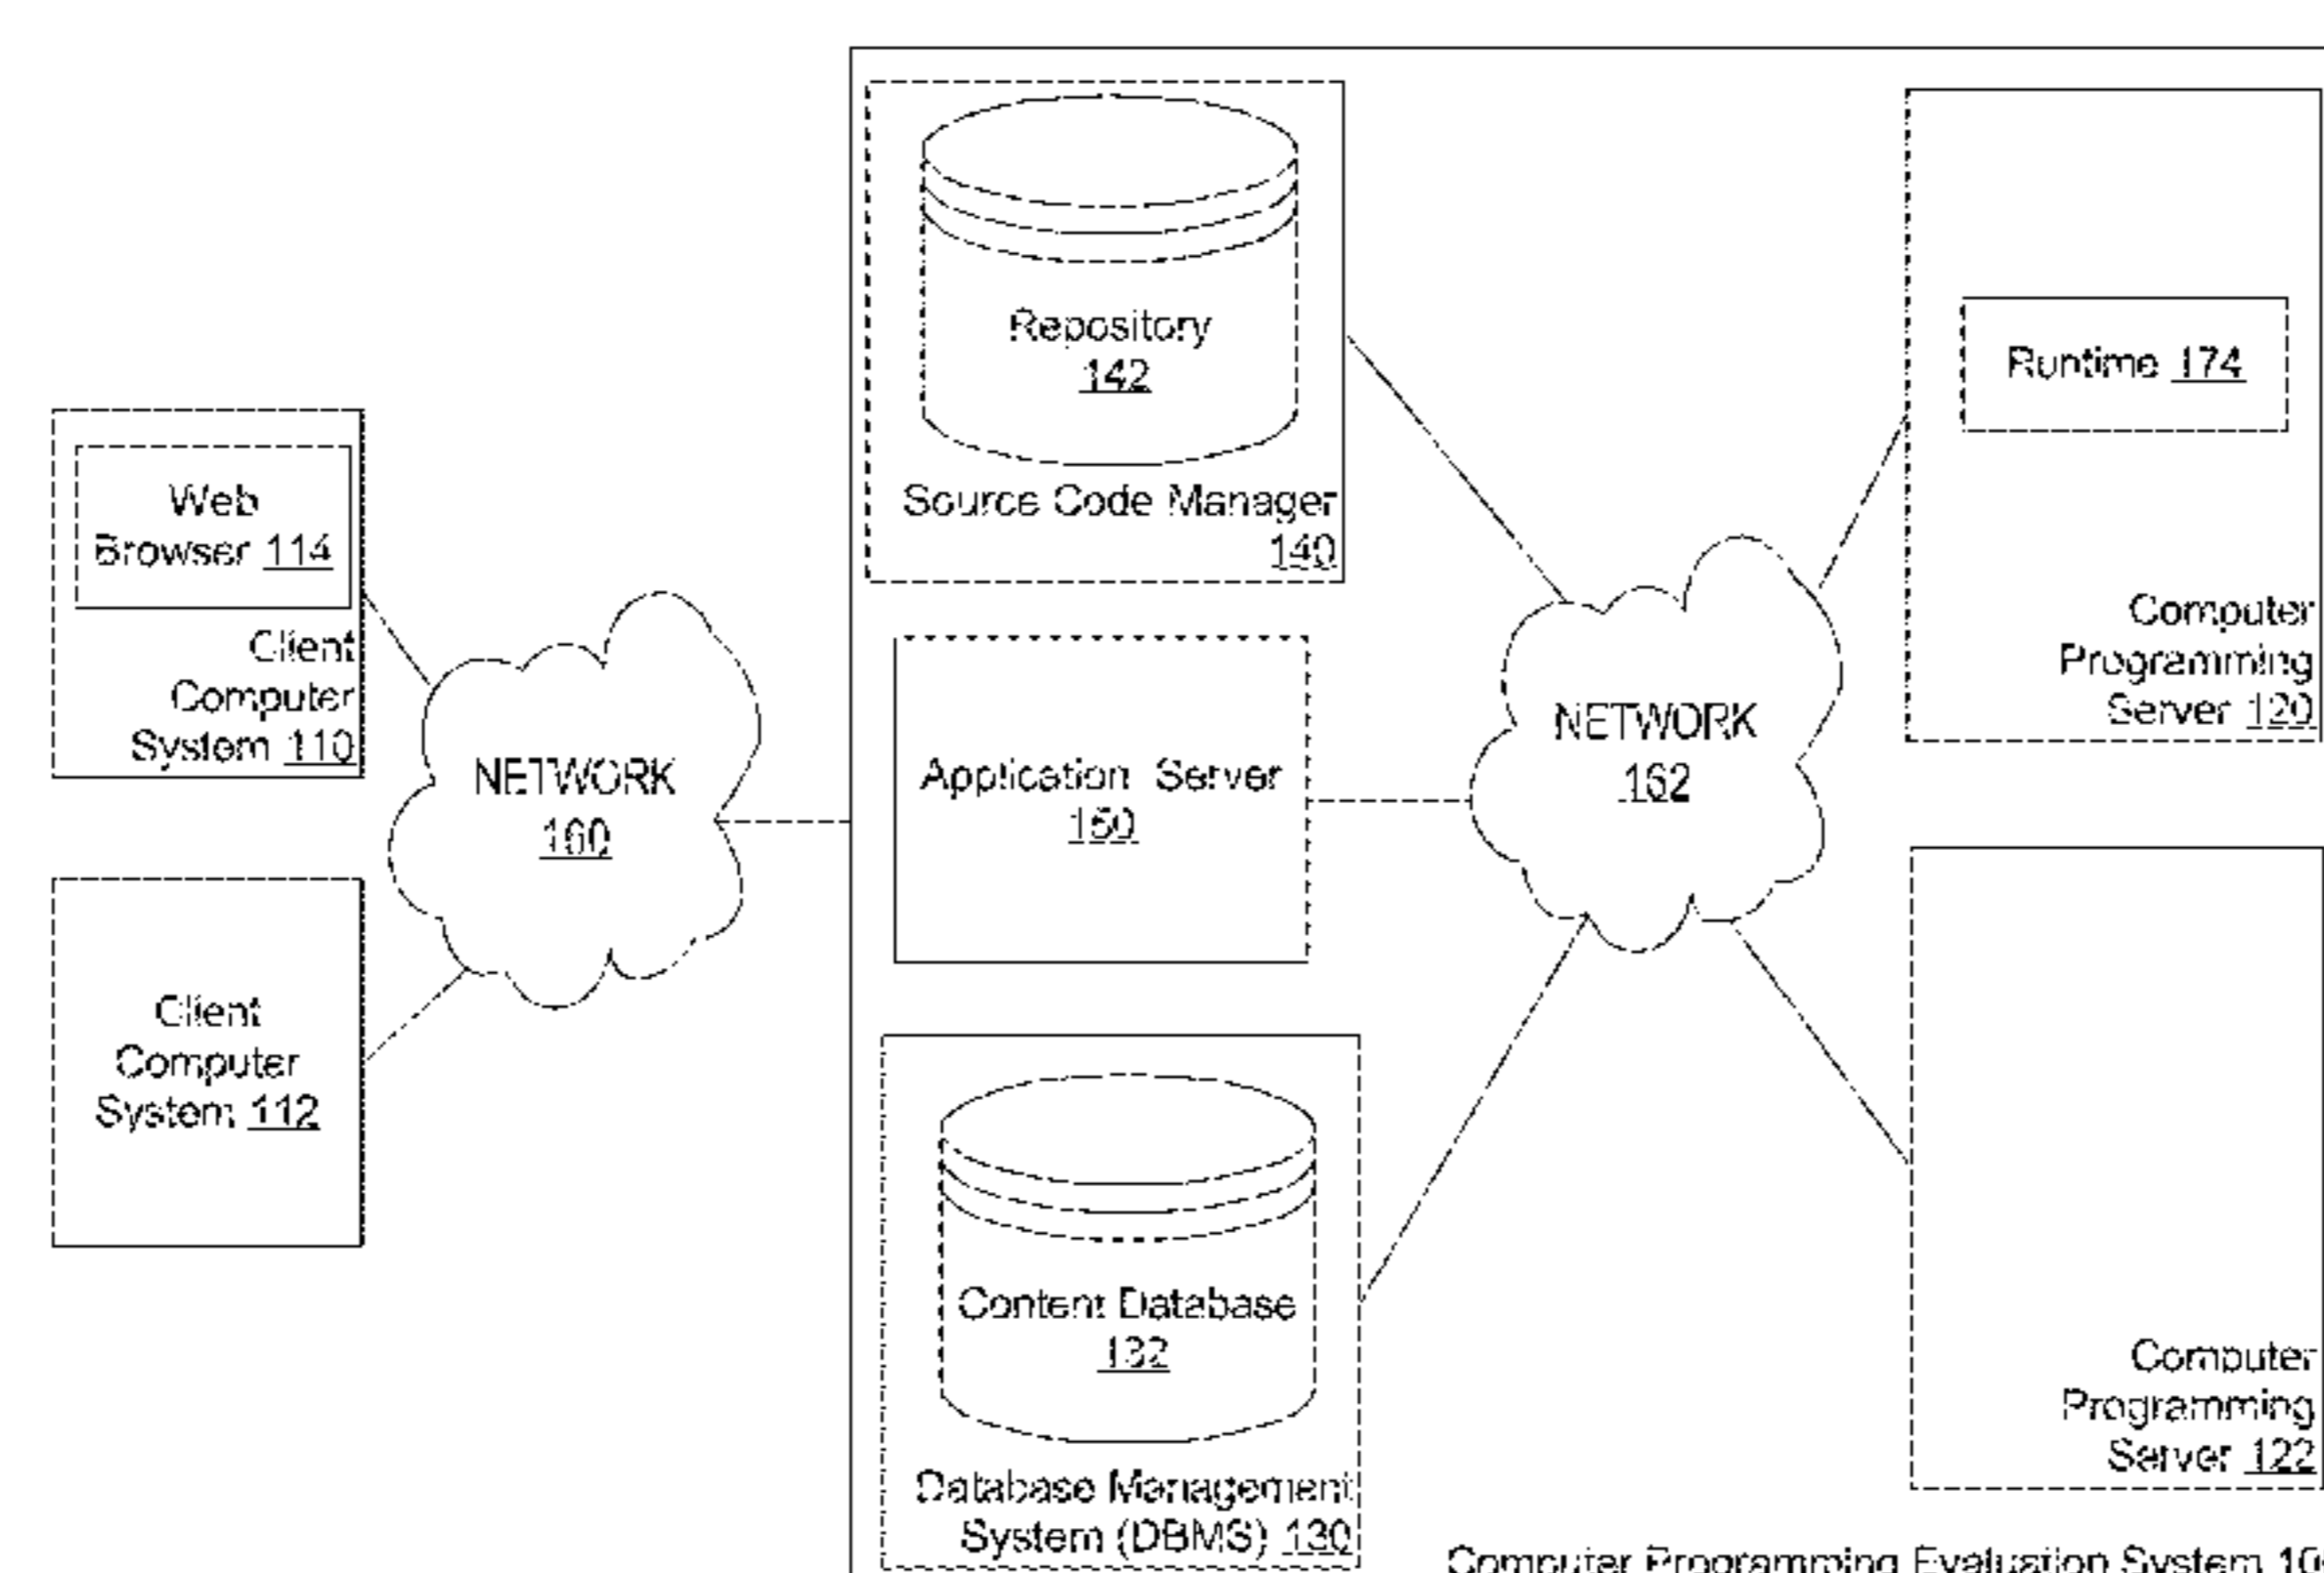 Repository
142
Source Code Manager
140
Runtime 174
Computer
Programming
Server 120
Web
Browser 114
Client
Computer
System 110
NETWORK
160
Application Server
150
NETWORK
162
Client
Computer
System 112
Content Database
132
Database Management
System (DBMS) 130
Computer
Programming
Server 122
Computer Programming Evaluation System